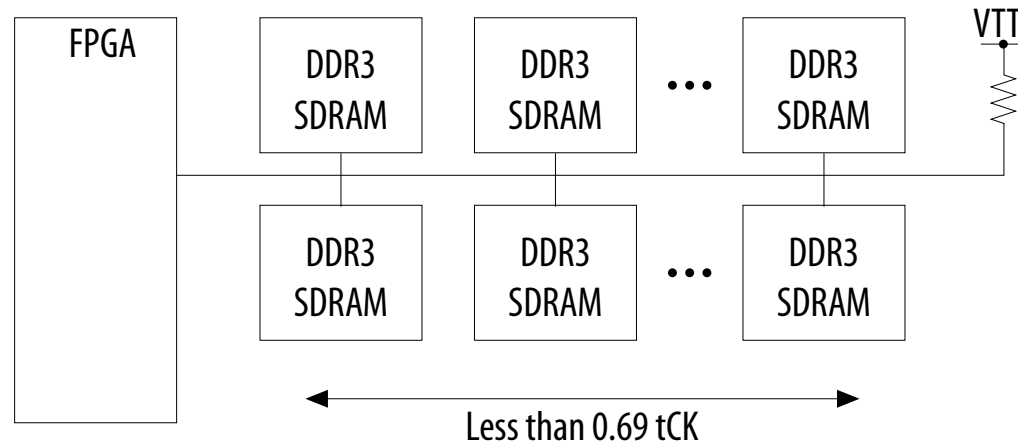 FPGA
DDR3
SDRAM
DDR3
SDRAM
•••
DDR3
SDRAM
VTT
DDR3
SDRAM
DDR3
SDRAM
•••
DDR3
SDRAM
Less than 0.69 tCK